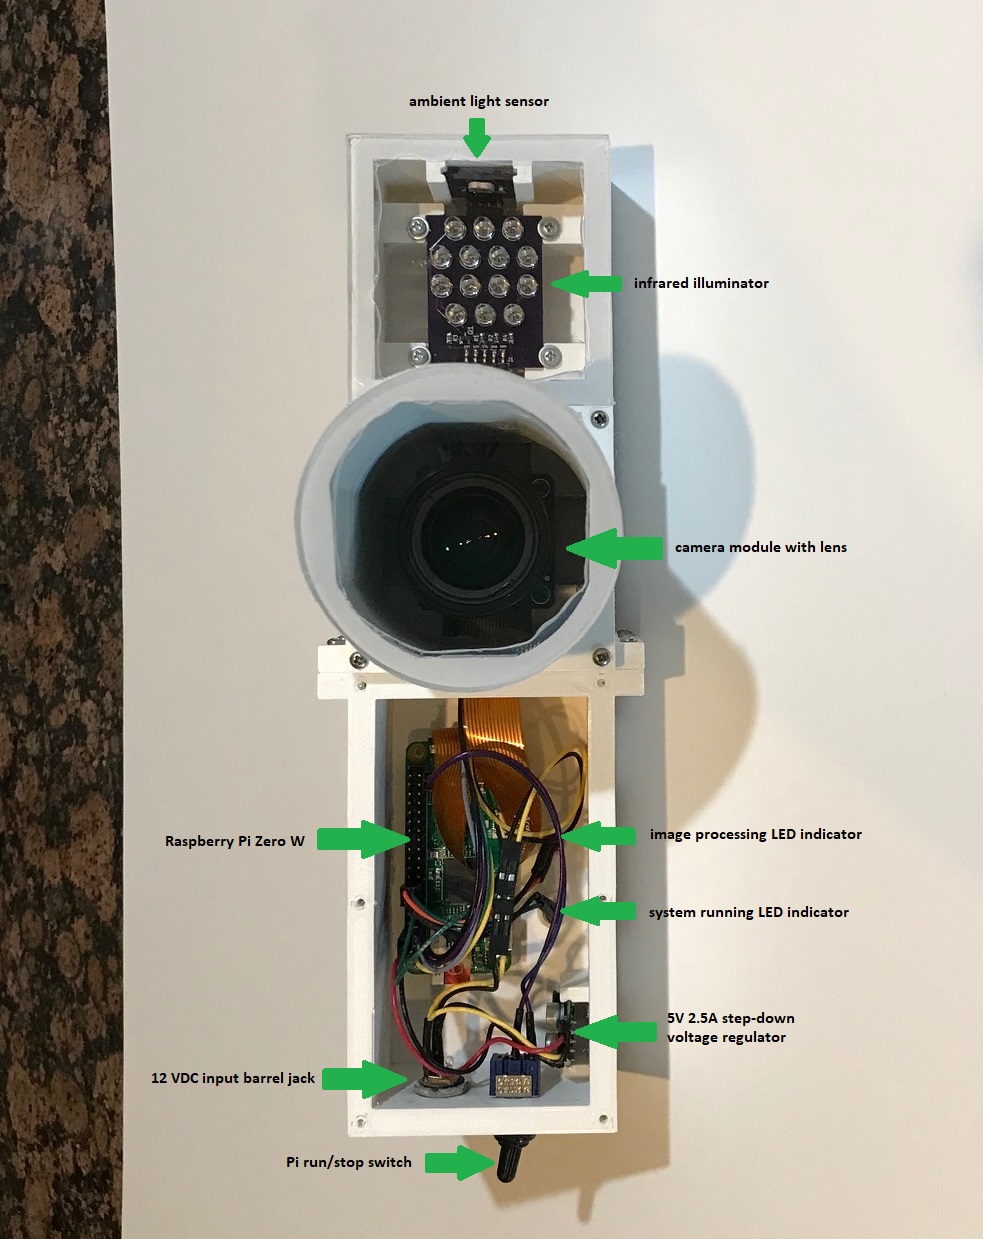 ambient light sensor
infrared illuminator
camera module with lens
Raspberry Pi Zero W
image processing LED indicator
system running LED indicator
5V 2.5A step-down
voltage regulator
12 VDC input barrel jack
Pi run/stop switch